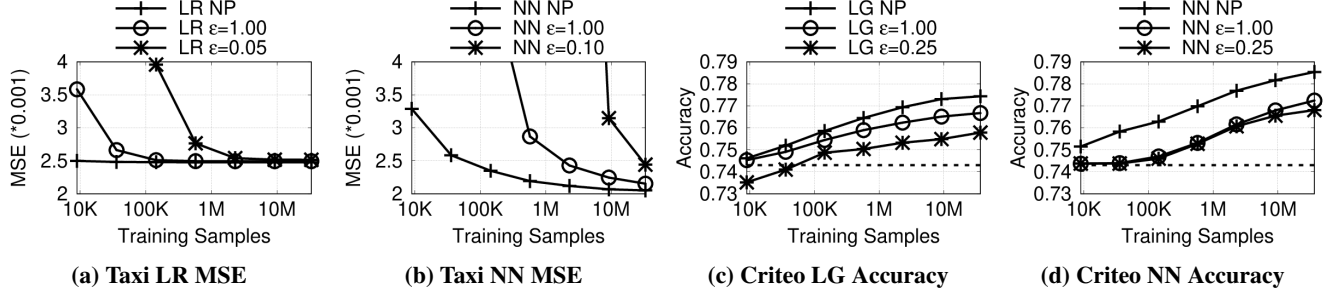 LR NP
LR ε=1.00
LR ε=0.05
MSE (*0.001)
4
3.5
3
2.5
2
10K 100K 1M 10M
Training Samples
(a) Taxi LR MSE
NN NP
NN ε=1.00
NN ε=0.10
MSE (*0.001)
4
3.5
3
2.5
2
10K 100K 1M 10M
Training Samples
(b) Taxi NN MSE
LG NP
LG ε=1.00
LG ε=0.25
Accuracy
0.79
0.78
0.77
0.76
0.75
0.74
0.73
10K 100K 1M 10M
Training Samples
(c) Criteo LG Accuracy
NN NP
NN ε=1.00
NN ε=0.25
Accuracy
0.79
0.78
0.77
0.76
0.75
0.74
0.73
10K 100K 1M 10M
Training Samples
(d) Criteo NN Accuracy